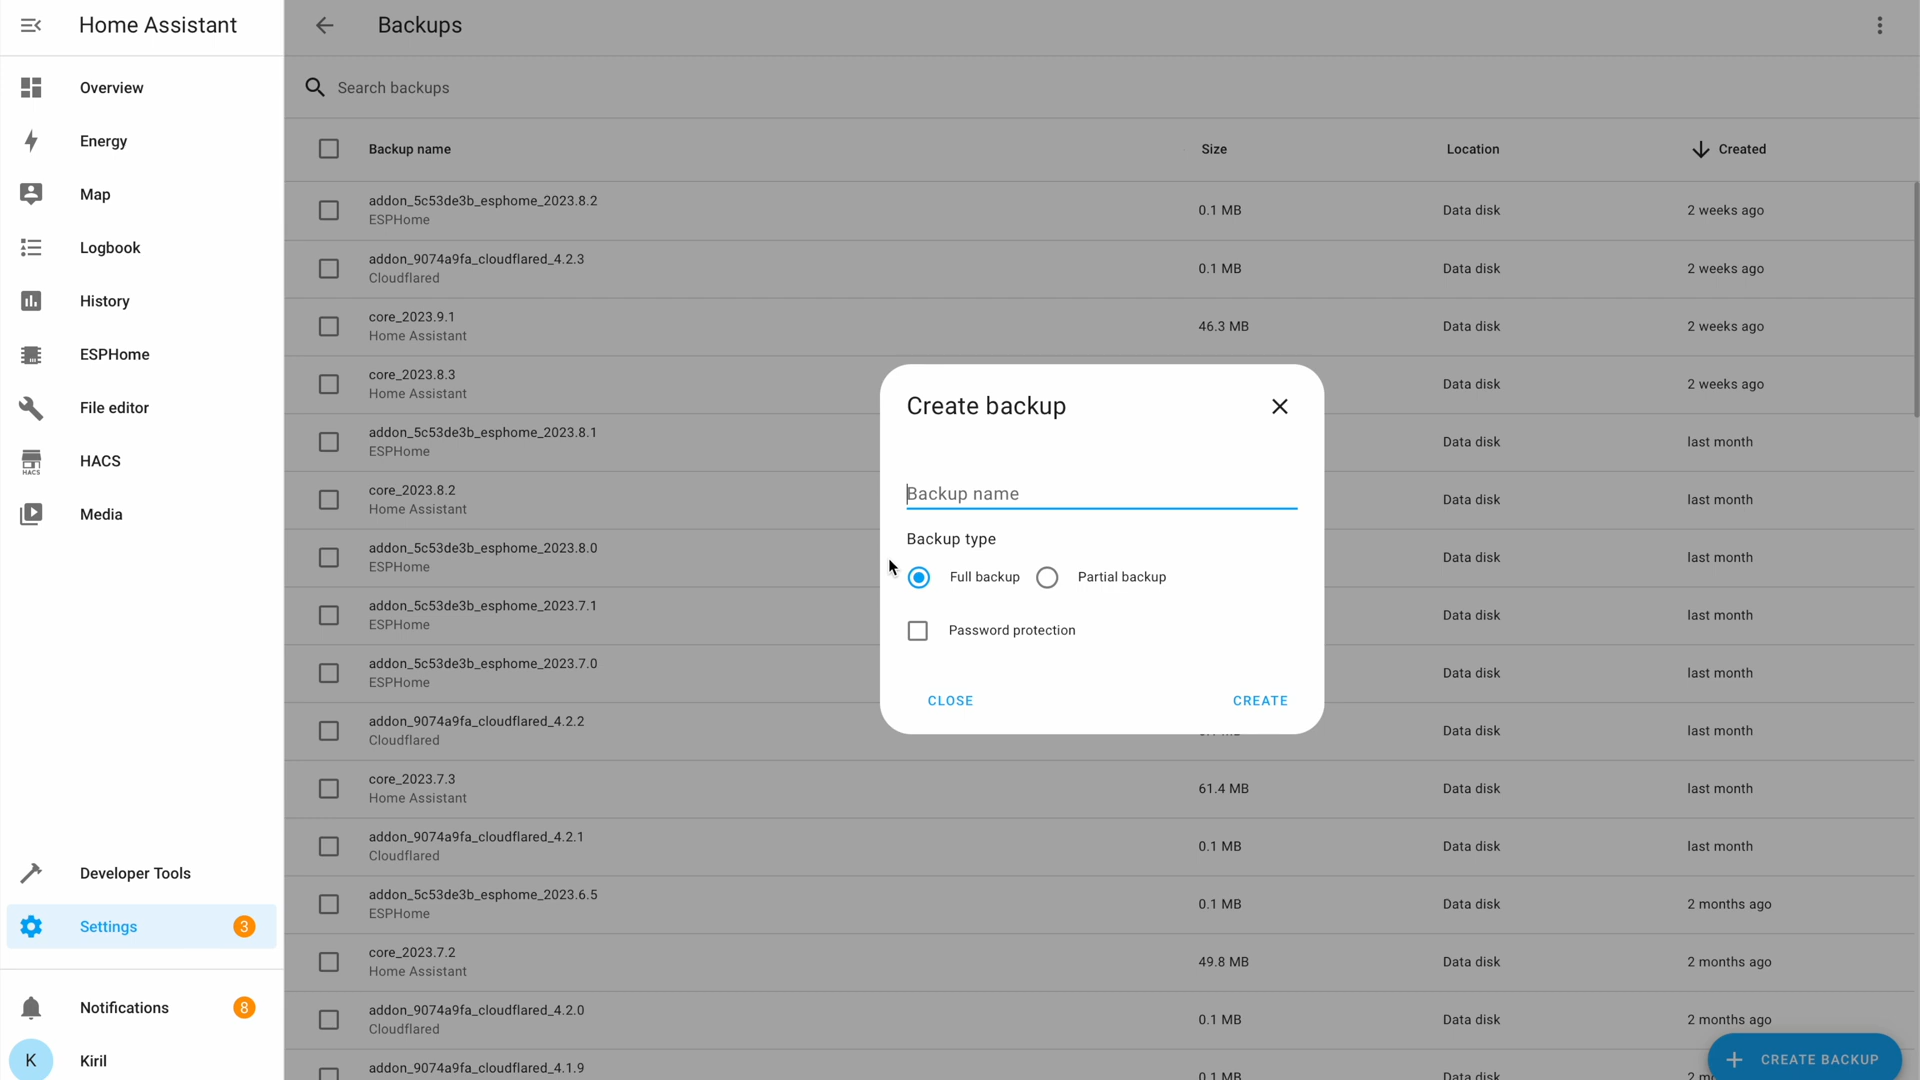 Home Assistant
Overview
Energy
Map
Logbook
History
ESPHome
File editor
HACS
HACS
Media
Developer Tools
Settings 3
Notifications 8
K Kiril
Backups
Search backups
Backup name Size Location Created
addon_5c53de3b_esphome_2023.8.2
ESPHome
0.1 MB Data disk 2 weeks ago
addon_9074a9fa_cloudflared_4.2.3
Cloudflared
0.1 MB Data disk 2 weeks ago
core_2023.9.1
Home Assistant
46.3 MB Data disk 2 weeks ago
core_2023.8.3
Home Assistant
Data disk 2 weeks ago
addon_5c53de3b_esphome_2023.8.1
ESPHome
Data disk last month
core_2023.8.2
Home Assistant
Data disk last month
addon_5c53de3b_esphome_2023.8.0
ESPHome
Data disk last month
addon_5c53de3b_esphome_2023.7.1
ESPHome
Data disk last month
addon_5c53de3b_esphome_2023.7.0
ESPHome
Data disk last month
addon_9074a9fa_cloudflared_4.2.2
Cloudflared
Data disk last month
core_2023.7.3
Home Assistant
61.4 MB Data disk last month
addon_9074a9fa_cloudflared_4.2.1
Cloudflared
0.1 MB Data disk last month
addon_5c53de3b_esphome_2023.6.5
ESPHome
0.1 MB Data disk 2 months ago
core_2023.7.2
Home Assistant
49.8 MB Data disk 2 months ago
addon_9074a9fa_cloudflared_4.2.0
Cloudflared
0.1 MB Data disk 2 months ago
addon_9074a9fa_cloudflared_4.1.9
0.1 MB Data disk
Create backup
Backup name
Backup type
Full backup Partial backup
Password protection
CLOSE CREATE
CREATE BACKUP